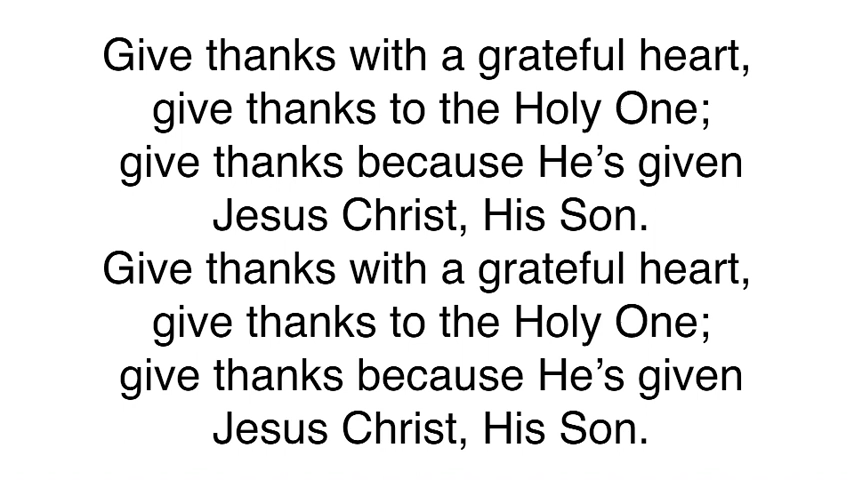 Give thanks with a grateful heart,
give thanks to the Holy One;
give thanks because He’s given
Jesus Christ, His Son.
Give thanks with a grateful heart,
give thanks to the Holy One;
give thanks because He’s given
Jesus Christ, His Son.